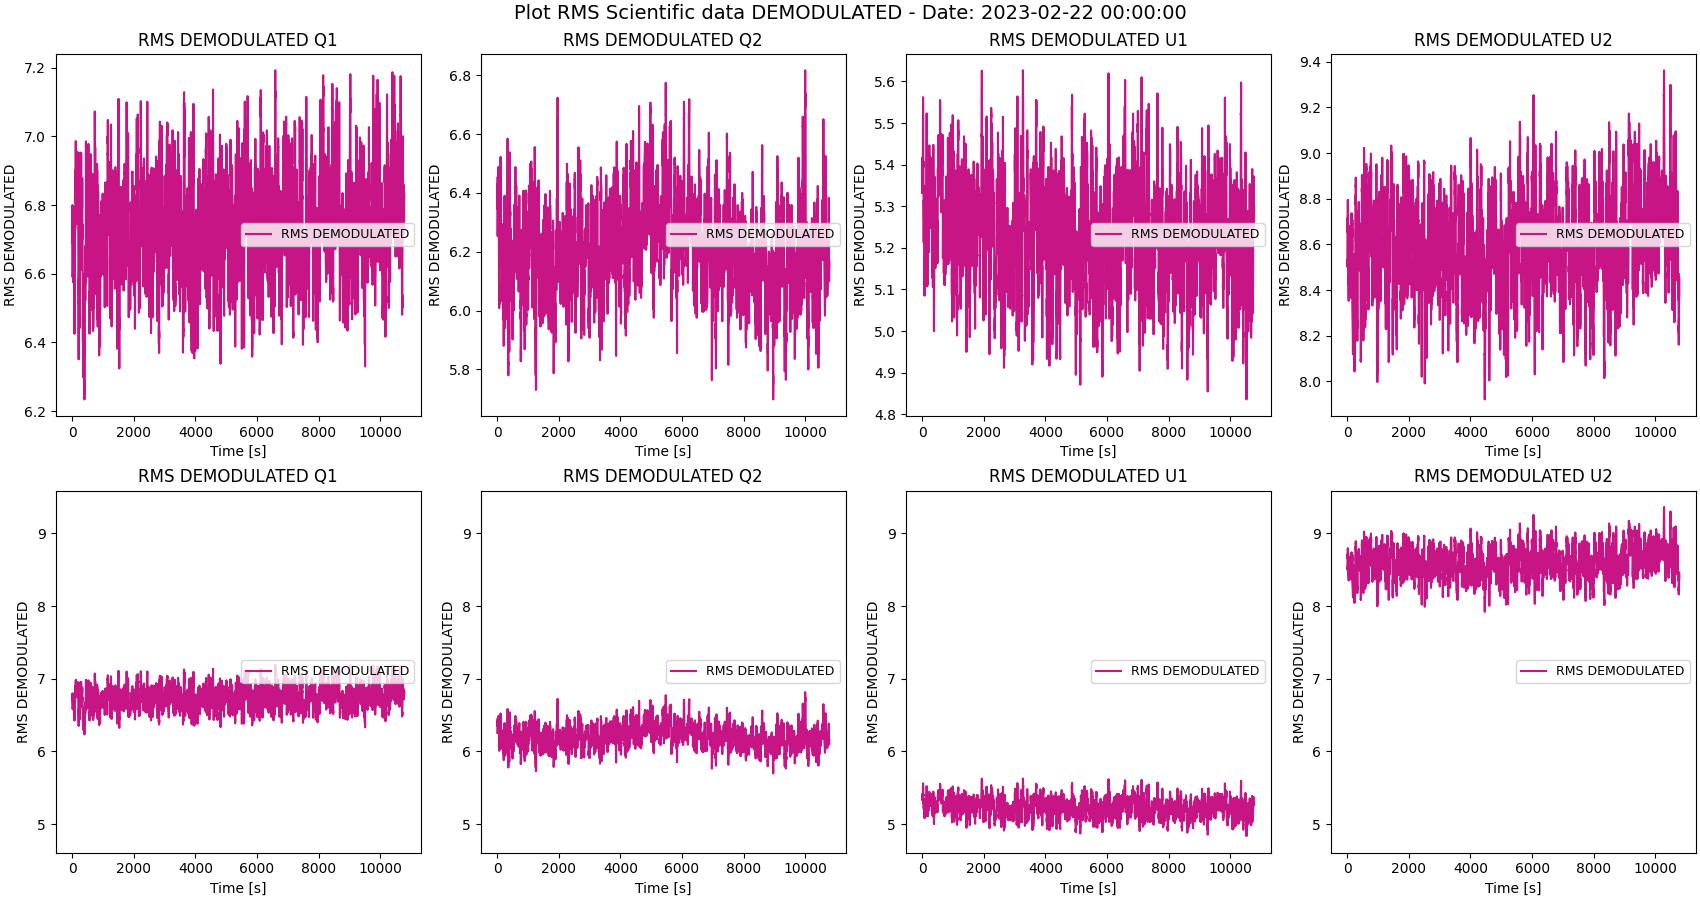 Plot RMS Scientific data DEMODULATED - Date: 2023-02-22 00:00:00
RMS DEMODULATED Q1
RMS DEMODULATED
7.2
7.0
6.8
6.6
6.4
6.2
RMS DEMODULATED
0 2000 4000 6000 8000 10000
Time [s]
RMS DEMODULATED Q2
RMS DEMODULATED
6.8
6.6
6.4
6.2
6.0
5.8
RMS DEMODULATED
0 2000 4000 6000 8000 10000
Time [s]
RMS DEMODULATED U1
RMS DEMODULATED
5.6
5.5
5.4
5.3
5.2
5.1
5.0
4.9
4.8
RMS DEMODULATED
0 2000 4000 6000 8000 10000
Time [s]
RMS DEMODULATED U2
RMS DEMODULATED
9.4
9.2
9.0
8.8
8.6
8.4
8.2
8.0
RMS DEMODULATED
0 2000 4000 6000 8000 10000
Time [s]
RMS DEMODULATED Q1
RMS DEMODULATED
9
8
7
6
5
RMS DEMODULATED
0 2000 4000 6000 8000 10000
Time [s]
RMS DEMODULATED Q2
RMS DEMODULATED
9
8
7
6
5
RMS DEMODULATED
0 2000 4000 6000 8000 10000
Time [s]
RMS DEMODULATED U1
RMS DEMODULATED
9
8
7
6
5
RMS DEMODULATED
0 2000 4000 6000 8000 10000
Time [s]
RMS DEMODULATED U2
RMS DEMODULATED
9
8
7
6
5
RMS DEMODULATED
0 2000 4000 6000 8000 10000
Time [s]